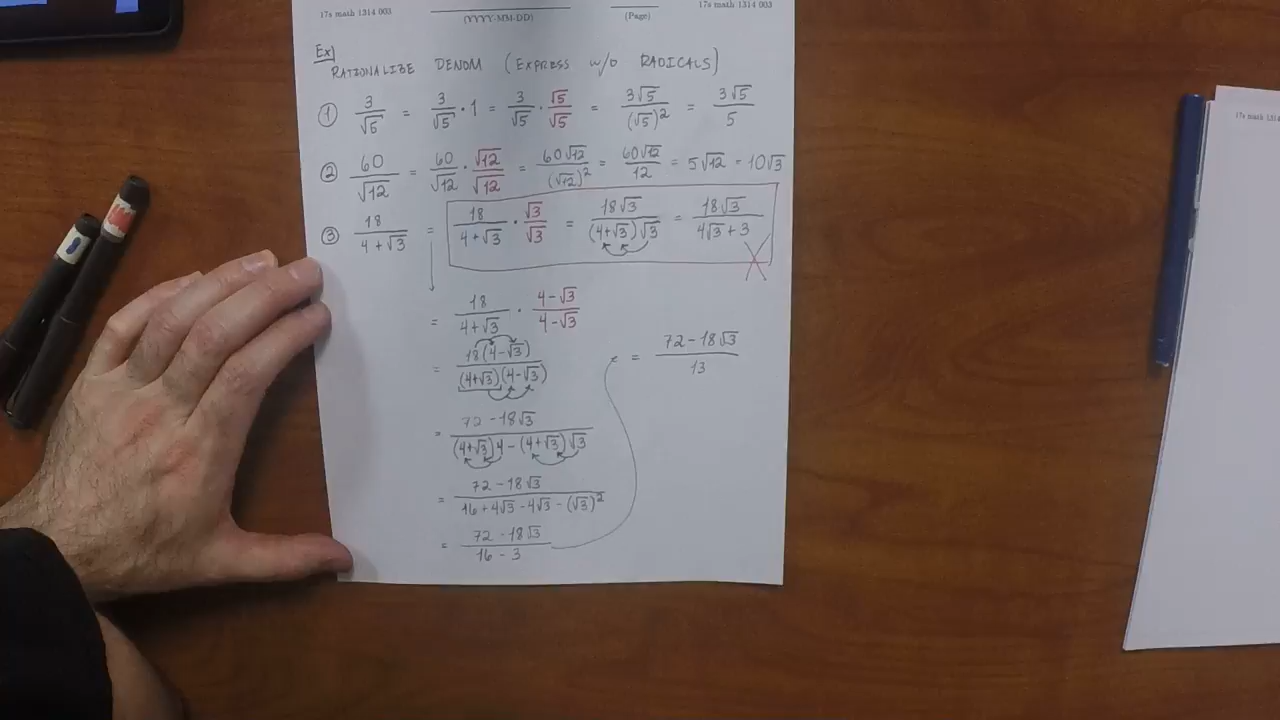 17s math 1314 003 17s math 1314 003
(YYYY-MM-DD) (Page)
Ex)
RATIONALIZE DENOM (EXPRESS W/O RADICALS)
① 3/√5 = 3/√5 · 1 = 3/√5 · √5/√5 = 3√5/(√5)² = 3√5/5
② 60/√12 = 60/√12 · √12/√12 = 60√12/(√12)² = 60√12/12 = 5√12 = 10√3
③ 18/(4+√3) = 18/(4+√3) · √3/√3 = 18√3/((4+√3)√3) = 18√3/(4√3+3) X
= 18/(4+√3) · (4-√3)/(4-√3)
= 18(4-√3)/((4+√3)(4-√3))
= (72-18√3)/((4+√3)4-(4+√3)√3)
= (72-18√3)/(16+4√3-4√3-(√3)²)
= (72-18√3)/(16-3)
= (72-18√3)/13